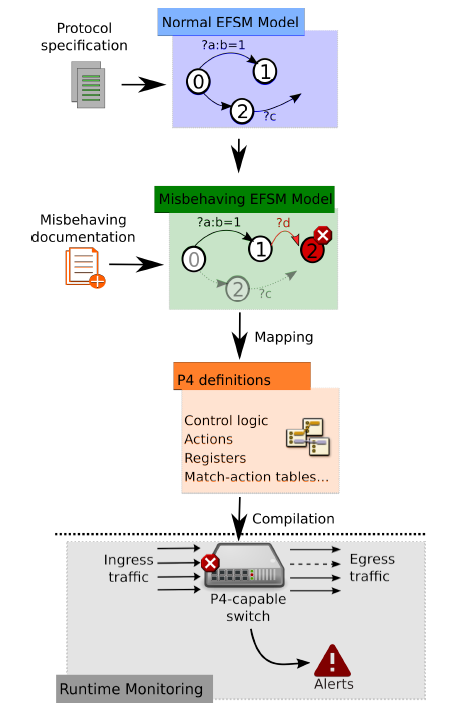 Normal EFSM Model
Protocol
specification
?a:b=1
0
1
2
?c
Misbehaving EFSM Model
Misbehaving
documentation
?a:b=1
?d
0
1
2
2
?c
Mapping
P4 definitions
Control logic
Actions
Registers
Match-action tables...
Compilation
Ingress
traffic
Egress
traffic
P4-capable
switch
Alerts
Runtime Monitoring